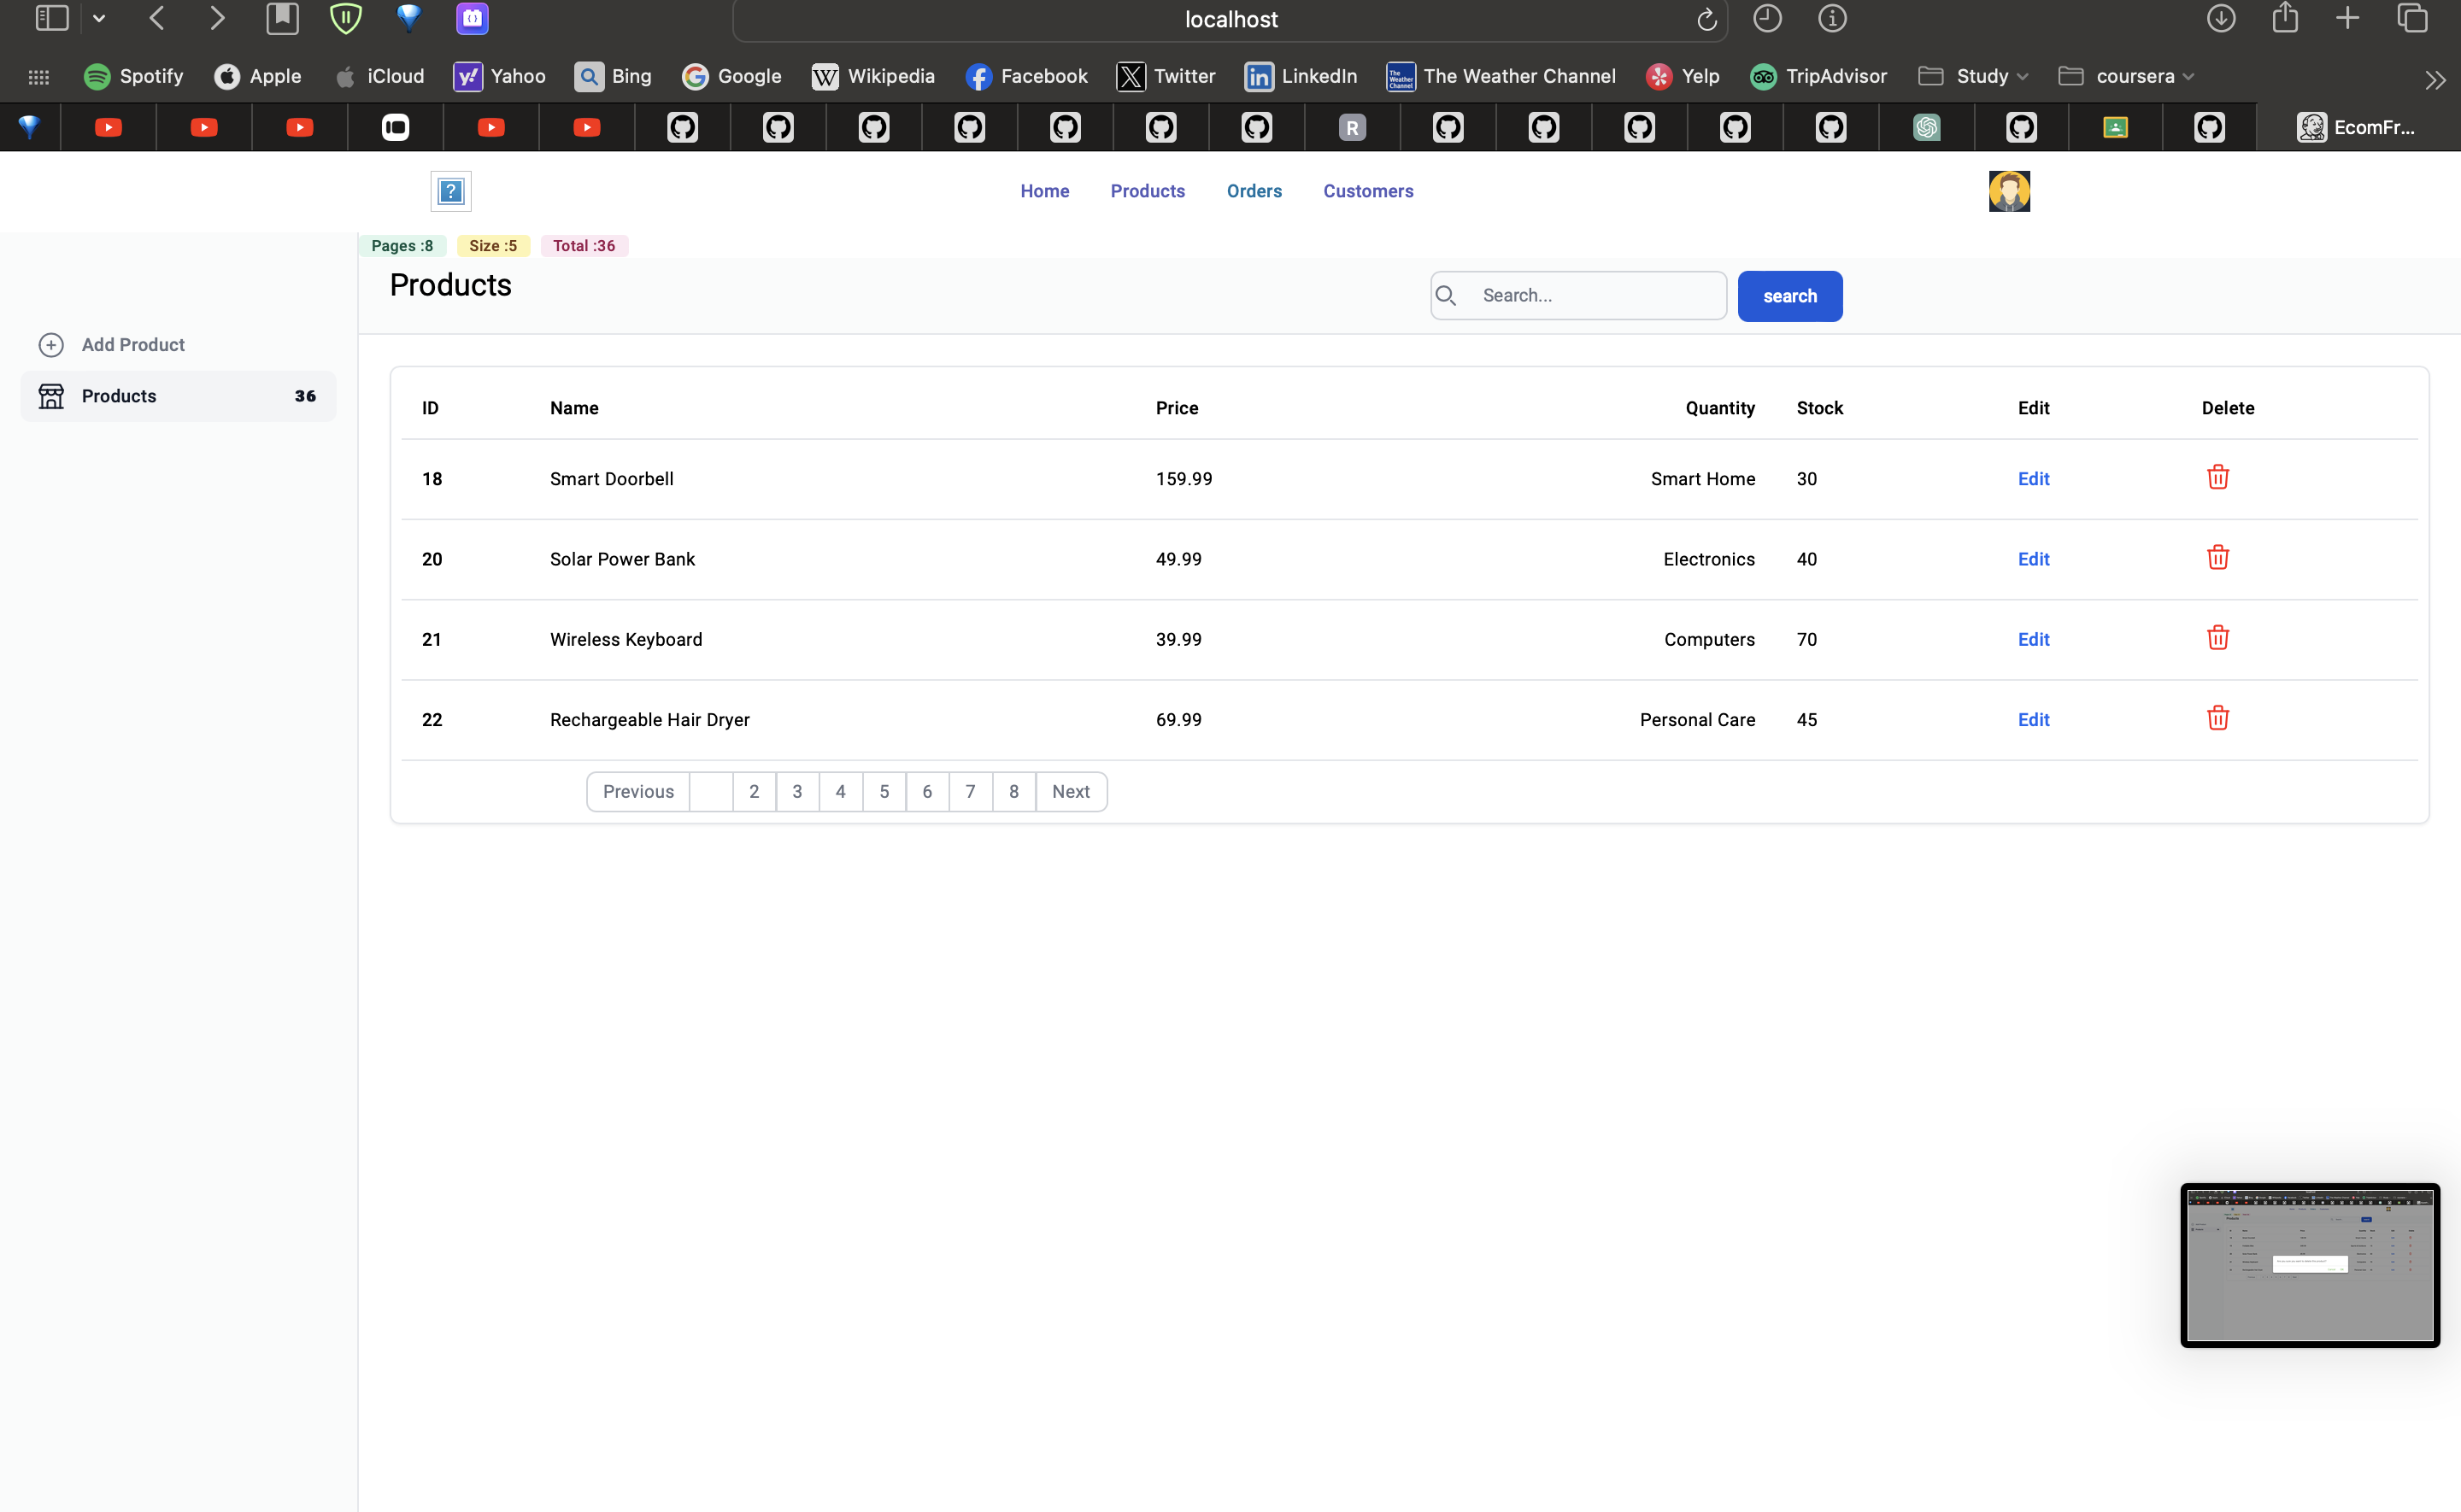 localhost
Spotify Apple iCloud Yahoo Bing Google Wikipedia Facebook Twitter LinkedIn The Weather Channel Yelp TripAdvisor Study coursera
R EcomFr...
Home Products Orders Customers
Pages :8 Size :5 Total :36
Products
Search...
search
Add Product
Products 36
ID Name Price Quantity Stock Edit Delete
18 Smart Doorbell 159.99 Smart Home 30 Edit
20 Solar Power Bank 49.99 Electronics 40 Edit
21 Wireless Keyboard 39.99 Computers 70 Edit
22 Rechargeable Hair Dryer 69.99 Personal Care 45 Edit
Previous 2 3 4 5 6 7 8 Next